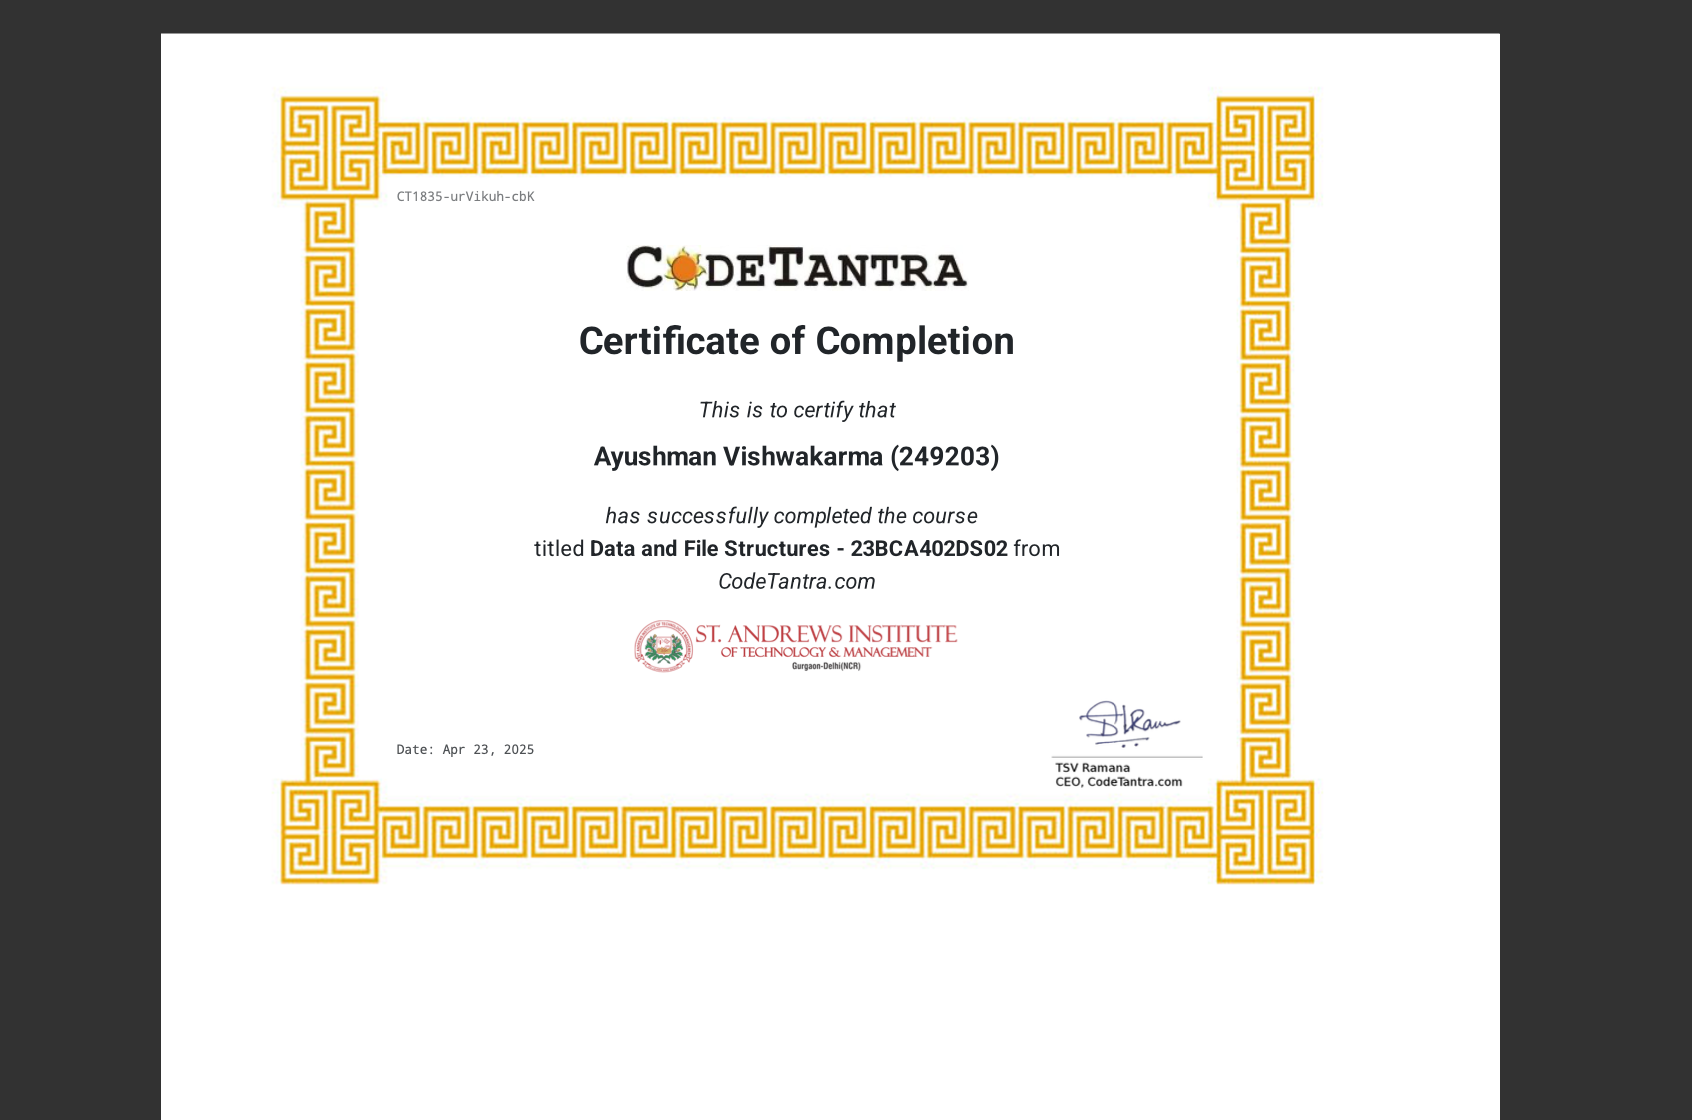 CT1835-urVikuh-cbK
CODETANTRA
Certificate of Completion
This is to certify that
Ayushman Vishwakarma (249203)
has successfully completed the course
titled Data and File Structures - 23BCA402DS02 from
CodeTantra.com
ST. ANDREWS INSTITUTE
OF TECHNOLOGY & MANAGEMENT
Gurgaon-Delhi(NCR)
Date: Apr 23, 2025
TSV Ramana
CEO, CodeTantra.com